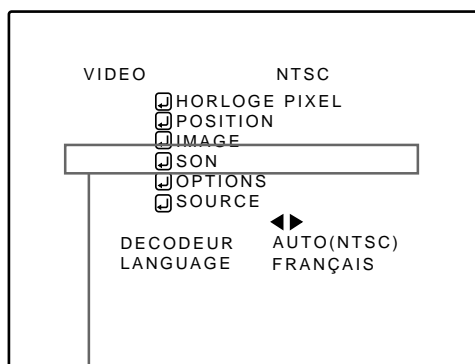 VIDEO NTSC
HORLOGE PIXEL
POSITION
IMAGE
SON
OPTIONS
SOURCE
DECODEUR AUTO(NTSC)
LANGUAGE FRANÇAIS